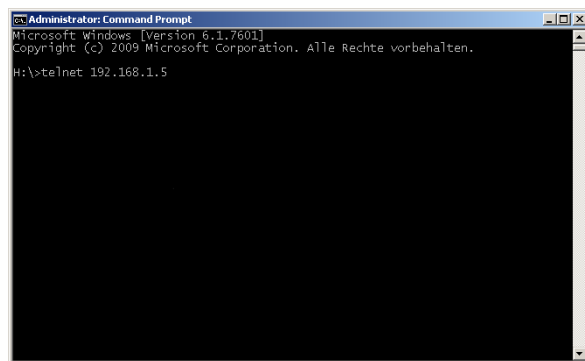 Administrator: Command Prompt
Microsoft Windows [Version 6.1.7601]
Copyright (c) 2009 Microsoft Corporation. Alle Rechte vorbehalten.
H:\>telnet 192.168.1.5